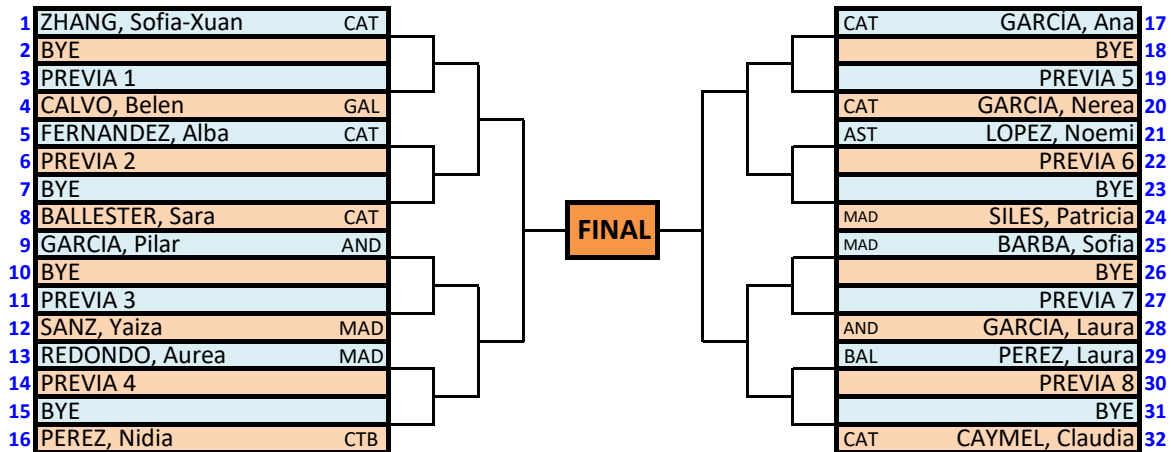 1 ZHANG, Sofia-Xuan CAT
2 BYE
3 PREVIA 1
4 CALVO, Belen GAL
5 FERNANDEZ, Alba CAT
6 PREVIA 2
7 BYE
8 BALLESTER, Sara CAT
9 GARCIA, Pilar AND
10 BYE
11 PREVIA 3
12 SANZ, Yaiza MAD
13 REDONDO, Aurea MAD
14 PREVIA 4
15 BYE
16 PEREZ, Nidia CTB
FINAL
CAT GARCÍA, Ana 17
BYE 18
PREVIA 5 19
CAT GARCIA, Nerea 20
AST LOPEZ, Noemi 21
PREVIA 6 22
BYE 23
MAD SILES, Patricia 24
MAD BARBA, Sofia 25
BYE 26
PREVIA 7 27
AND GARCIA, Laura 28
BAL PEREZ, Laura 29
PREVIA 8 30
BYE 31
CAT CAYMEL, Claudia 32